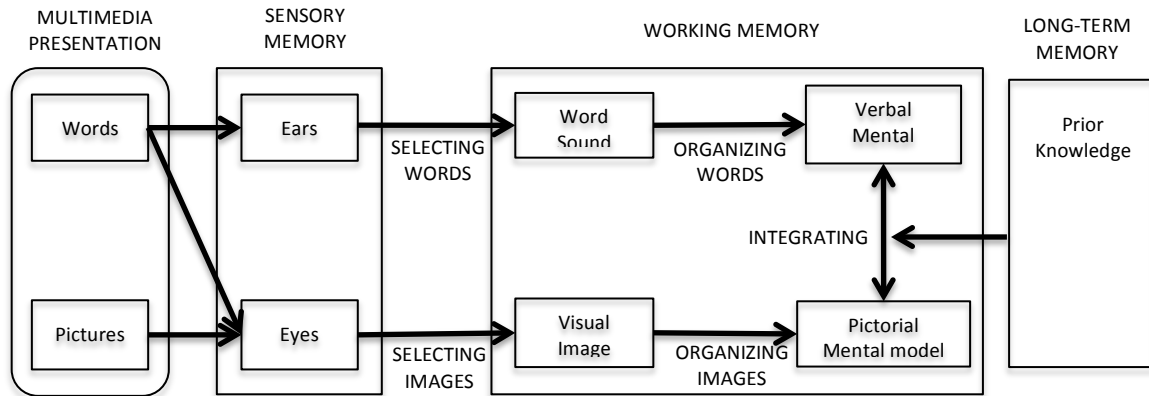 MULTIMEDIA
PRESENTATION
SENSORY
MEMORY
WORKING MEMORY
LONG-TERM
MEMORY
Words
Ears
SELECTING
WORDS
Word
Sound
ORGANIZING
WORDS
Verbal
Mental
Prior
Knowledge
INTEGRATING
Pictures
Eyes
SELECTING
IMAGES
Visual
Image
ORGANIZING
IMAGES
Pictorial
Mental model